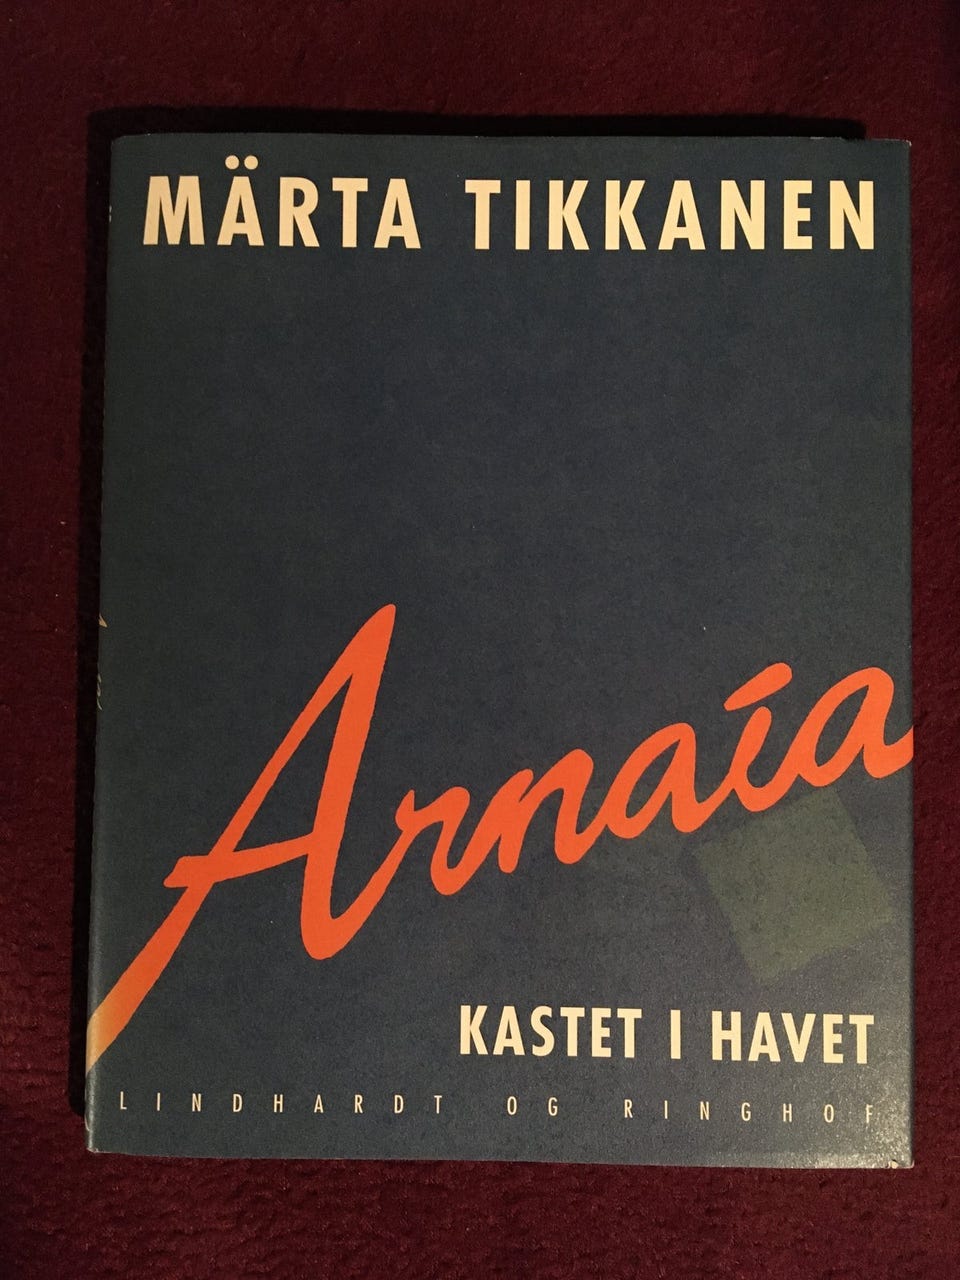 MÄRTA TIKKANEN
Arnaía
KASTET I HAVET
LINDHARDT OG RINGHOF